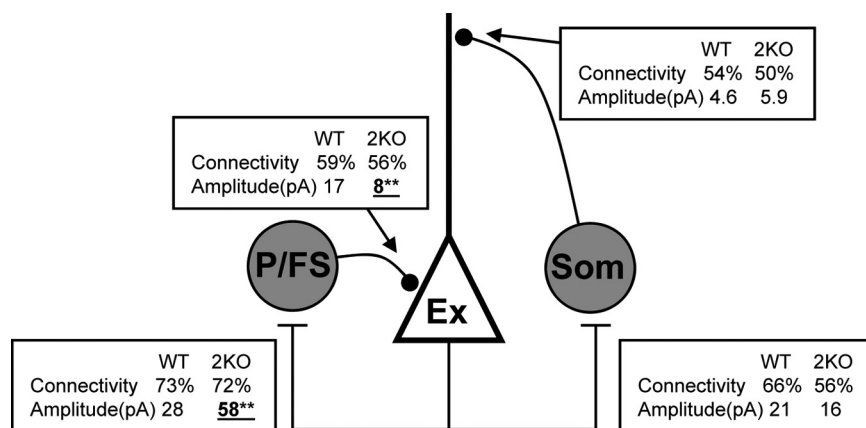 WT 2KO
Connectivity 54% 50%
Amplitude(pA) 4.6 5.9
WT 2KO
Connectivity 59% 56%
Amplitude(pA) 17 8**
P/FS
Som
Ex
WT 2KO
Connectivity 73% 72%
Amplitude(pA) 28 58**
WT 2KO
Connectivity 66% 56%
Amplitude(pA) 21 16